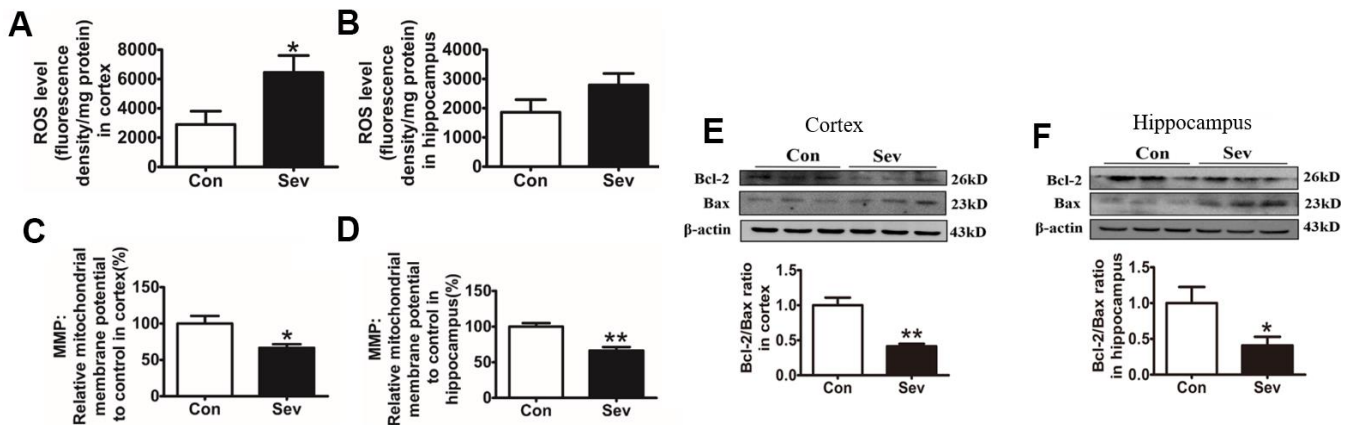 A
ROS level
(fluorescence
density/mg protein)
in cortex
8000
6000
4000
2000
0
*
Con
Sev
B
ROS level
(fluorescence
density/mg protein)
in hippocampus
4000
3000
2000
1000
0
Con
Sev
C
MMP:
Relative mitochondrial
membrane potential
to control in cortex(%)
150
100
50
0
*
Con
Sev
D
MMP:
Relative mitochondrial
membrane potential
to control in
hippocampus(%)
150
100
50
0
**
Con
Sev
E
Cortex
Con Sev
Bcl-2 26kD
Bax 23kD
β-actin 43kD
Bcl-2/Bax ratio
in cortex
1.5
1.0
0.5
0.0
**
Con
Sev
F
Hippocampus
Con Sev
Bcl-2 26kD
Bax 23kD
β-actin 43kD
Bcl-2/Bax ratio
in hippocampus
1.5
1.0
0.5
0.0
*
Con
Sev